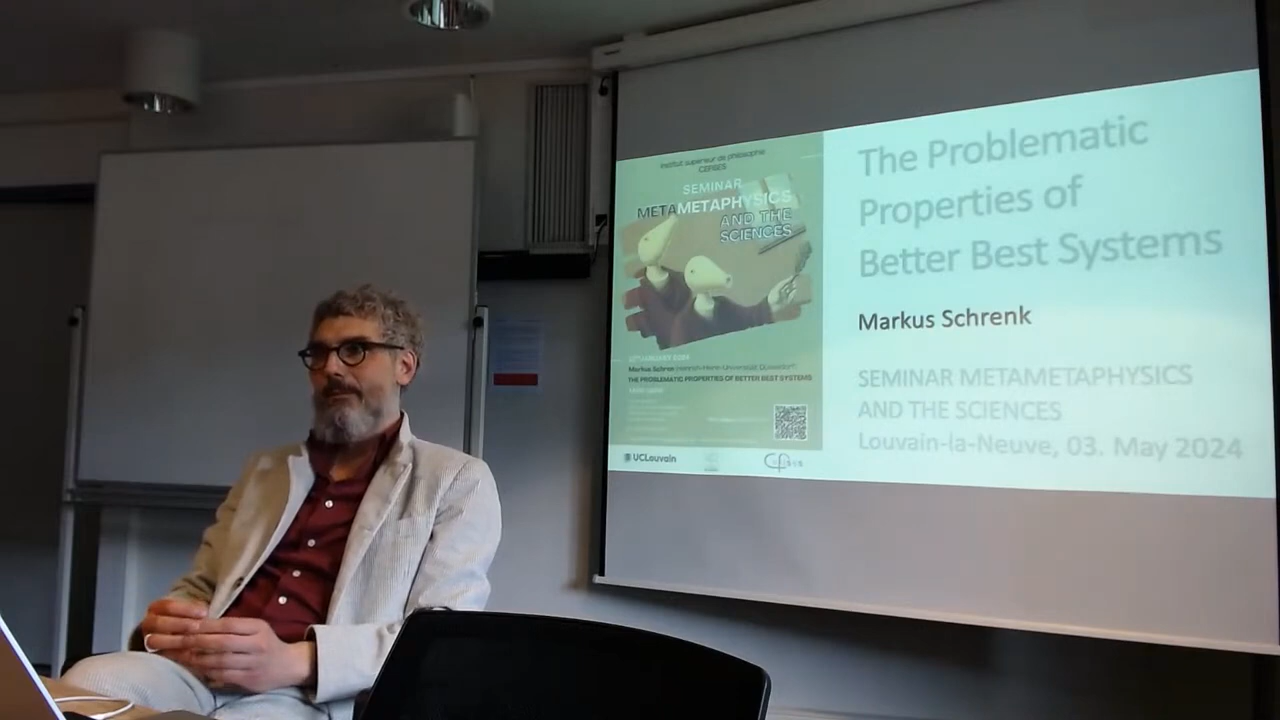 Institut supérieur de philosophie
CEFISES
SEMINAR
METAMETAPHYSICS
AND THE
SCIENCES
THE PROBLEMATIC PROPERTIES OF BETTER BEST SYSTEMS
UCLouvain
The Problematic
Properties of
Better Best Systems
Markus Schrenk
SEMINAR METAMETAPHYSICS
AND THE SCIENCES
Louvain-la-Neuve, 03. May 2024